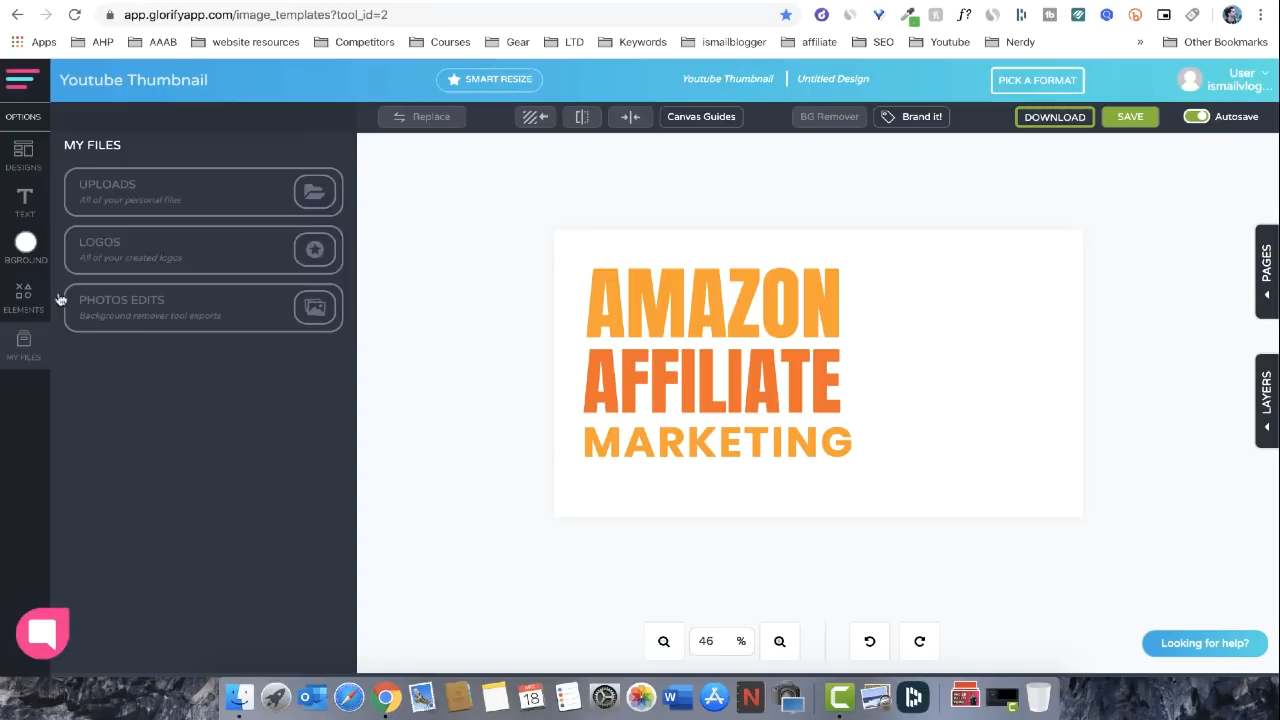 app.glorifyapp.com/image_templates?tool_id=2
Apps AHP AAAB website resources Competitors Courses Gear LTD Keywords ismailblogger affiliate SEO Youtube Nerdy » Other Bookmarks
Youtube Thumbnail SMART RESIZE Youtube Thumbnail Untitled Design PICK A FORMAT User
ismailvlog...
OPTIONS Replace Canvas Guides BG Remover Brand it! DOWNLOAD SAVE Autosave
MY FILES
DESIGNS
UPLOADS
All of your personal files
TEXT
LOGOS
All of your created logos
BGROUND
ELEMENTS
PHOTOS EDITS
Background remover tool exports
MY FILES
AMAZON
AFFILIATE
MARKETING
PAGES
LAYERS
46 %
Looking for help?
W
N
SEP
18